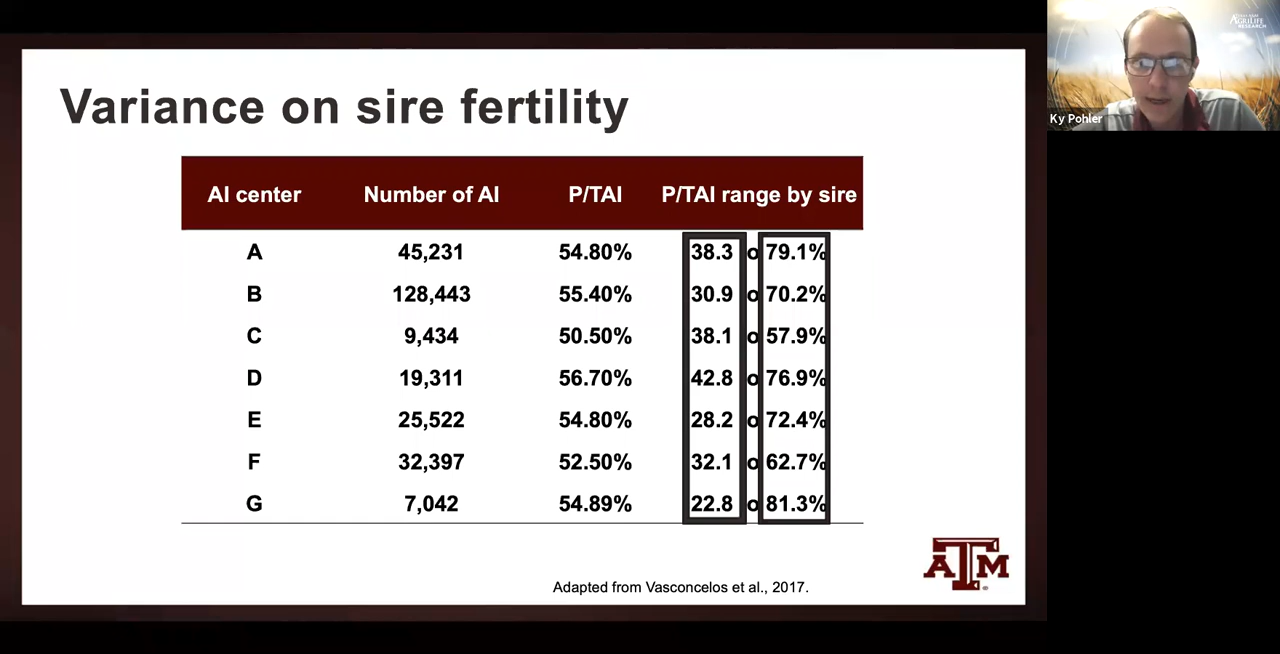 Variance on sire fertility
AI center Number of AI P/TAI P/TAI range by sire
A 45,231 54.80% 38.3 o 79.1%
B 128,443 55.40% 30.9 o 70.2%
C 9,434 50.50% 38.1 o 57.9%
D 19,311 56.70% 42.8 o 76.9%
E 25,522 54.80% 28.2 o 72.4%
F 32,397 52.50% 32.1 o 62.7%
G 7,042 54.89% 22.8 o 81.3%
Adapted from Vasconcelos et al., 2017.
ATM
TEXAS A&M
AGRILIFE
RESEARCH
Ky Pohler